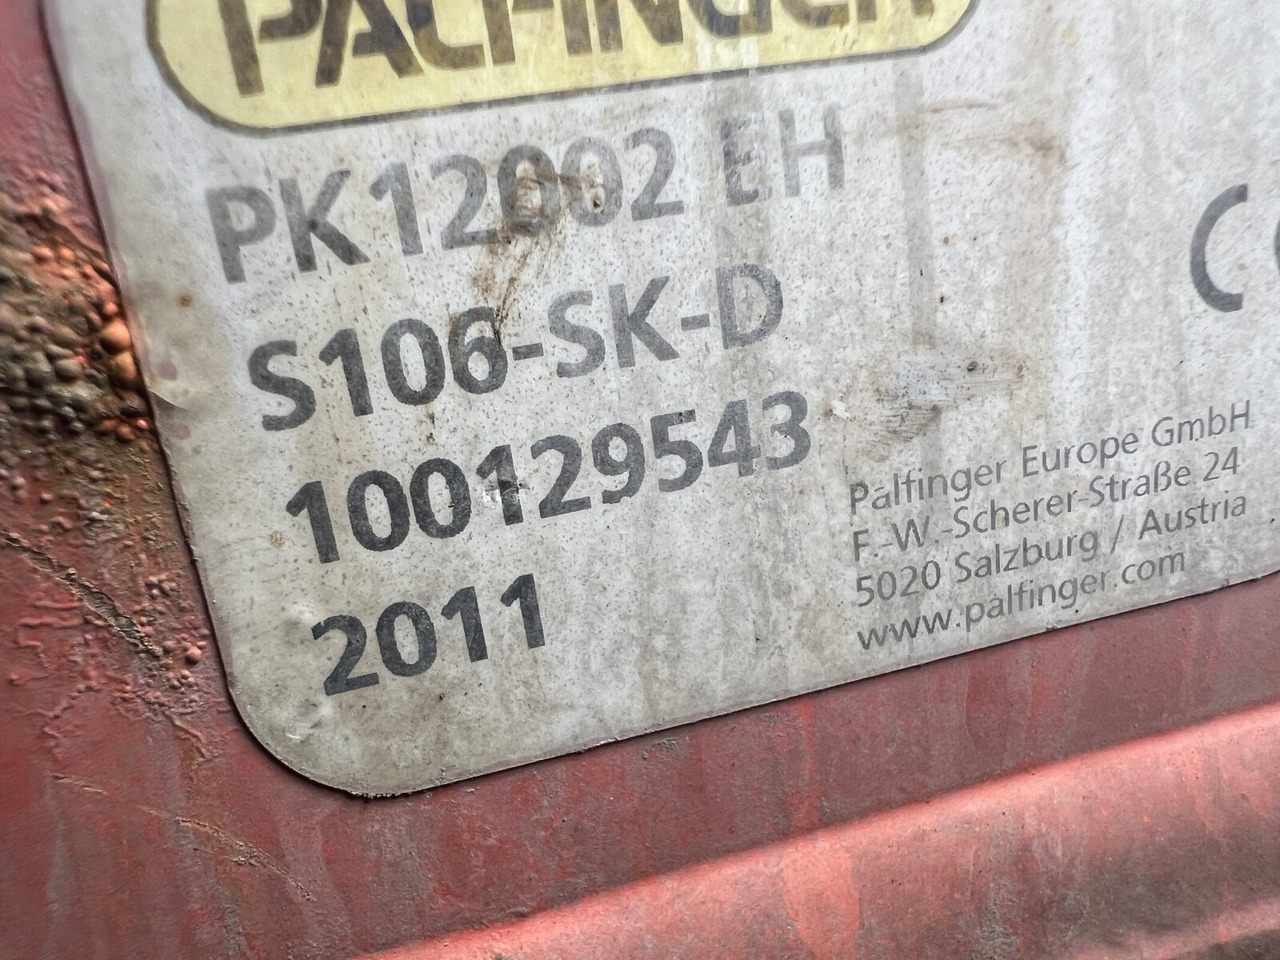 PALFINGER
PK12002 EH
S106-SK-D
100129543
2011
CE
Palfinger Europe GmbH
F.-W.-Scherer-Straße 24
5020 Salzburg / Austria
www.palfinger.com